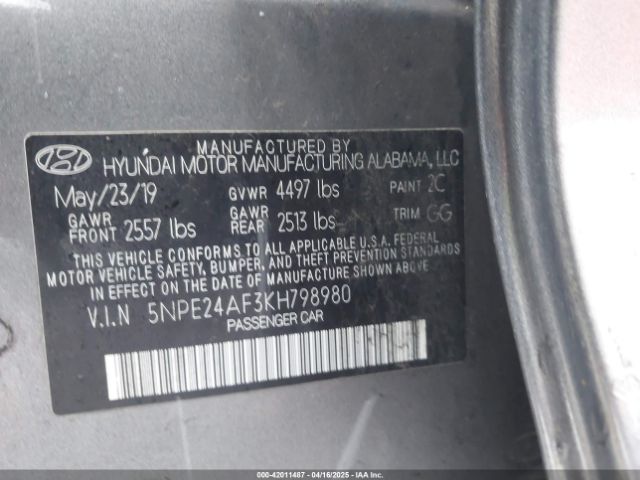 MANUFACTURED BY
HYUNDAI MOTOR MANUFACTURING ALABAMA, LLC
May/23/19 GVWR 4497 lbs PAINT 2C
GAWR FRONT 2557 lbs GAWR REAR 2513 lbs TRIM GG
THIS VEHICLE CONFORMS TO ALL APPLICABLE U.S.A. FEDERAL
MOTOR VEHICLE SAFETY, BUMPER, AND THEFT PREVENTION STANDARDS
IN EFFECT ON THE DATE OF MANUFACTURE SHOWN ABOVE.
V.I.N 5NPE24AF3KH798980
PASSENGER CAR
000-42011487 - 04/16/2025 - IAAI.COM